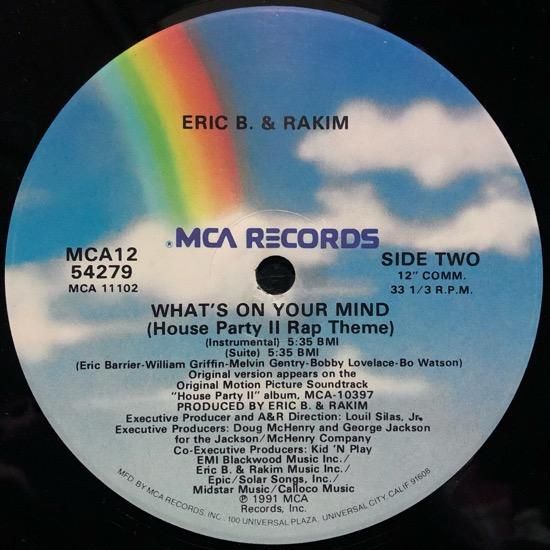 ERIC B. & RAKIM
® MCA RECORDS
MCA12
54279
MCA 11102
SIDE TWO
12" COMM.
33 1/3 R.P.M.
WHAT'S ON YOUR MIND
(House Party II Rap Theme)
(Instrumental) 5:35 BMI
(Suite) 5:35 BMI
(Eric Barrier-William Griffin-Melvin Gentry-Bobby Lovelace-Bo Watson)
Original version appears on the
Original Motion Picture Soundtrack
"House Party II" album, MCA-10397
PRODUCED BY ERIC B. & RAKIM
Executive Producer and A&R Direction: Louil Silas, Jr.
Executive Producers: Doug McHenry and George Jackson
for the Jackson/McHenry Company
Co-Executive Producers: Kid 'N Play
EMI Blackwood Music Inc./
Eric B. & Rakim Music Inc./
Epic/Solar Songs, Inc./
Midstar Music/Calloco Music
℗ 1991 MCA
Records, Inc.
MFD. BY MCA RECORDS, INC., 100 UNIVERSAL PLAZA, UNIVERSAL CITY, CALIF. 91608